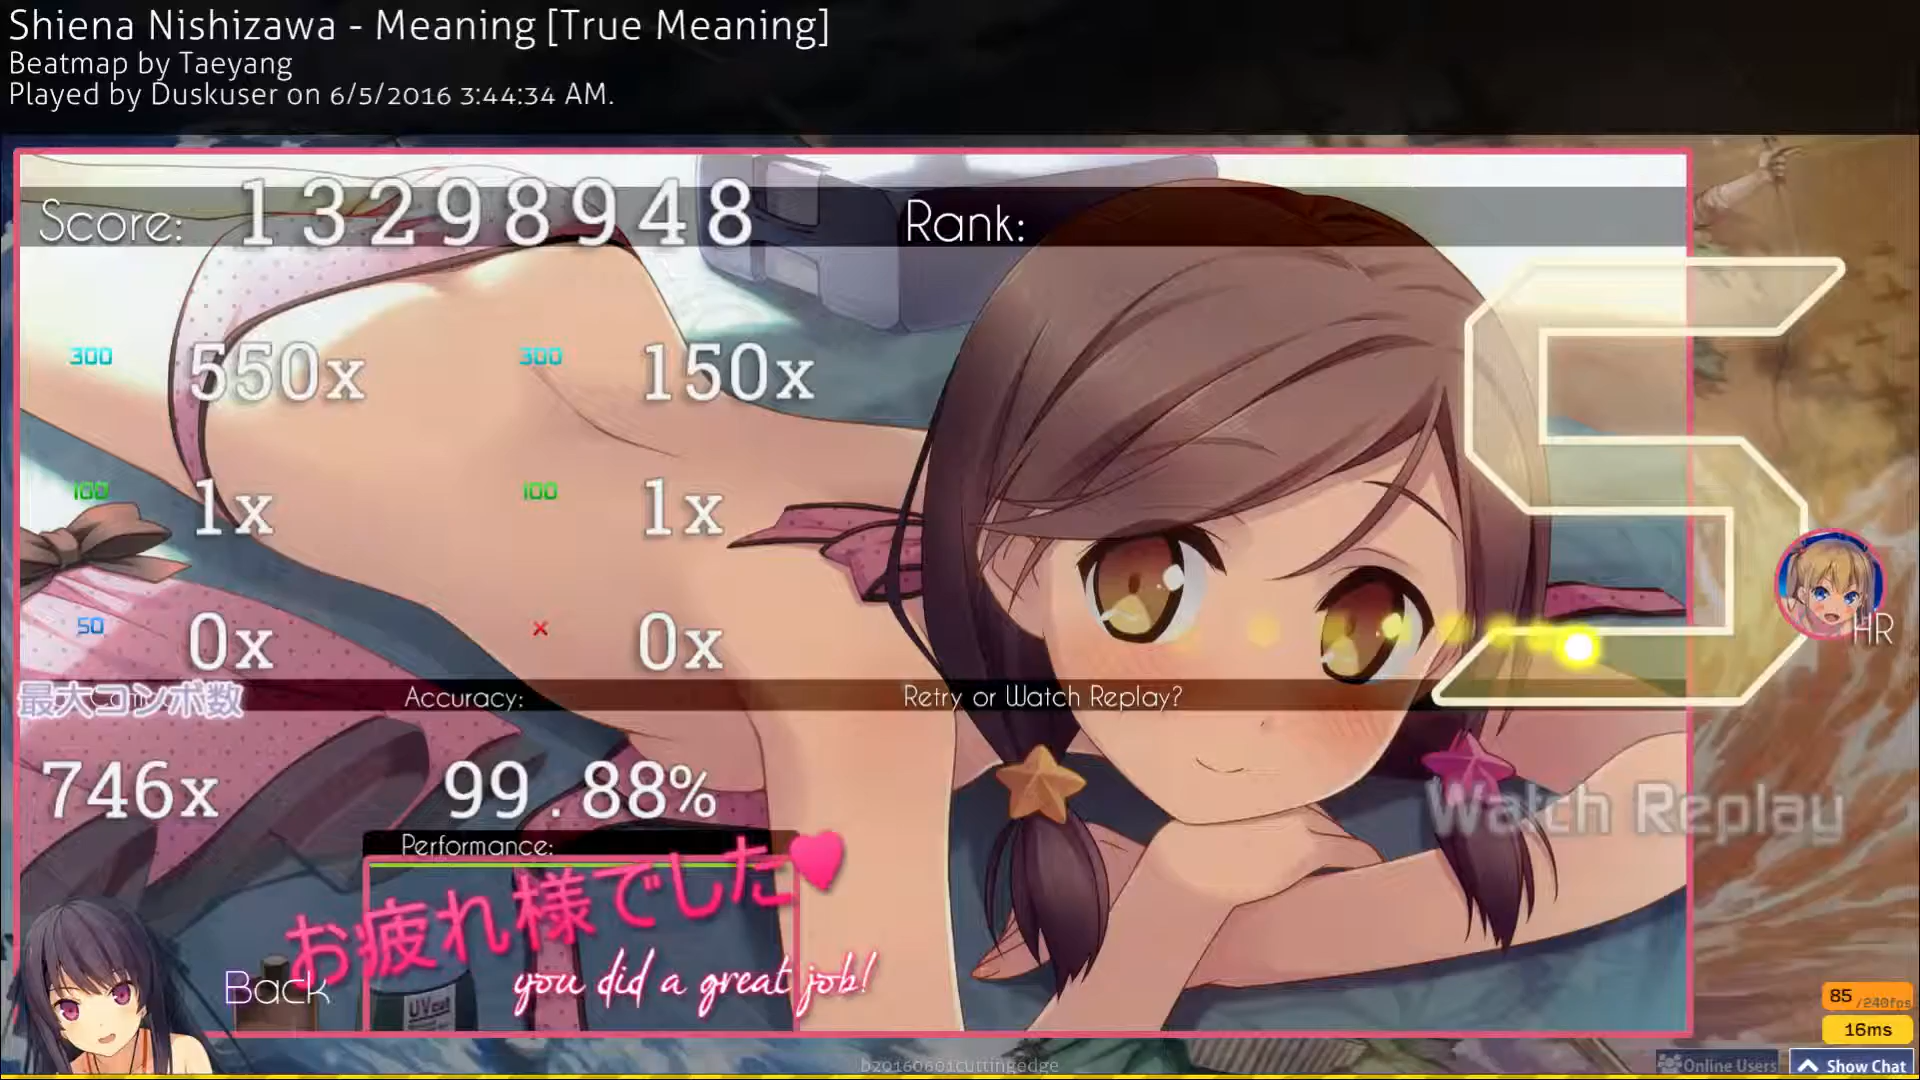 Shiena Nishizawa - Meaning [True Meaning]
Beatmap by Taeyang
Played by Duskuser on 6/5/2016 3:44:34 AM.
Score: 13298948 Rank:
S
300 550x 300 150x
100 1x 100 1x
50 0x × 0x
HR
最大コンボ数 Accuracy: Retry or Watch Replay?
746x 99.88%
Watch Replay
Performance:
お疲れ様でした♥
you did a great job!
Back
UVcut
85 /240fps
16ms
b20160601cuttingedge
Online Users
Show Chat